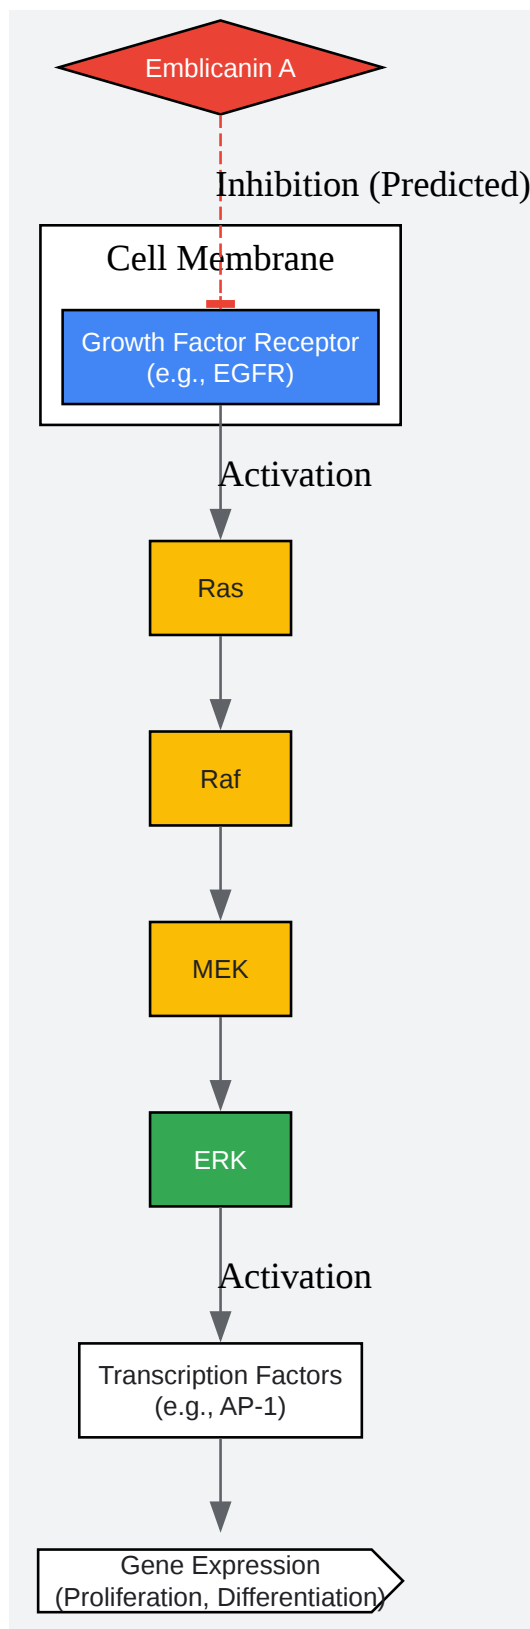 Emblicanin A
Inhibition (Predicted)
Cell Membrane
Growth Factor Receptor
(e.g., EGFR)
Activation
Ras
Raf
MEK
ERK
Activation
Transcription Factors
(e.g., AP-1)
Gene Expression
(Proliferation, Differentiation)